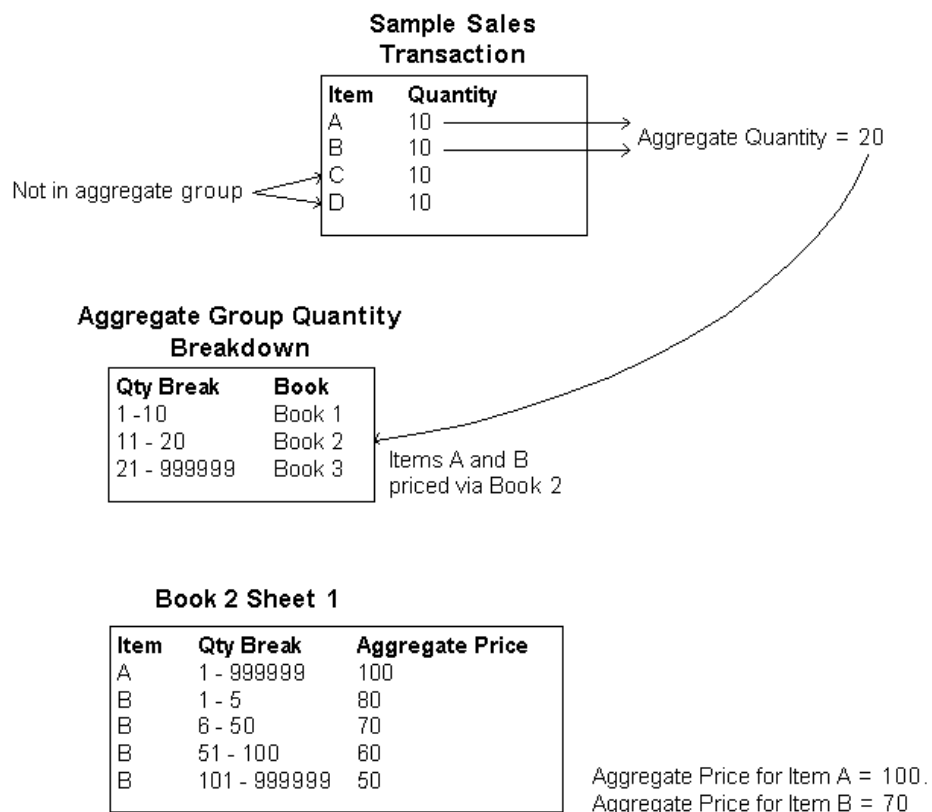 Sample Sales
Transaction
Item Quantity
A 10
B 10
Aggregate Quantity = 20
C 10
D 10
Not in aggregate group
Aggregate Group Quantity
Breakdown
Qty Break Book
1 -10 Book 1
11 - 20 Book 2
21 - 999999 Book 3
Items A and B
priced via Book 2
Book 2 Sheet 1
Item Qty Break Aggregate Price
A 1 - 999999 100
B 1 - 5 80
B 6 - 50 70
B 51 - 100 60
B 101 - 999999 50
Aggregate Price for Item A = 100.
Aggregate Price for Item B = 70